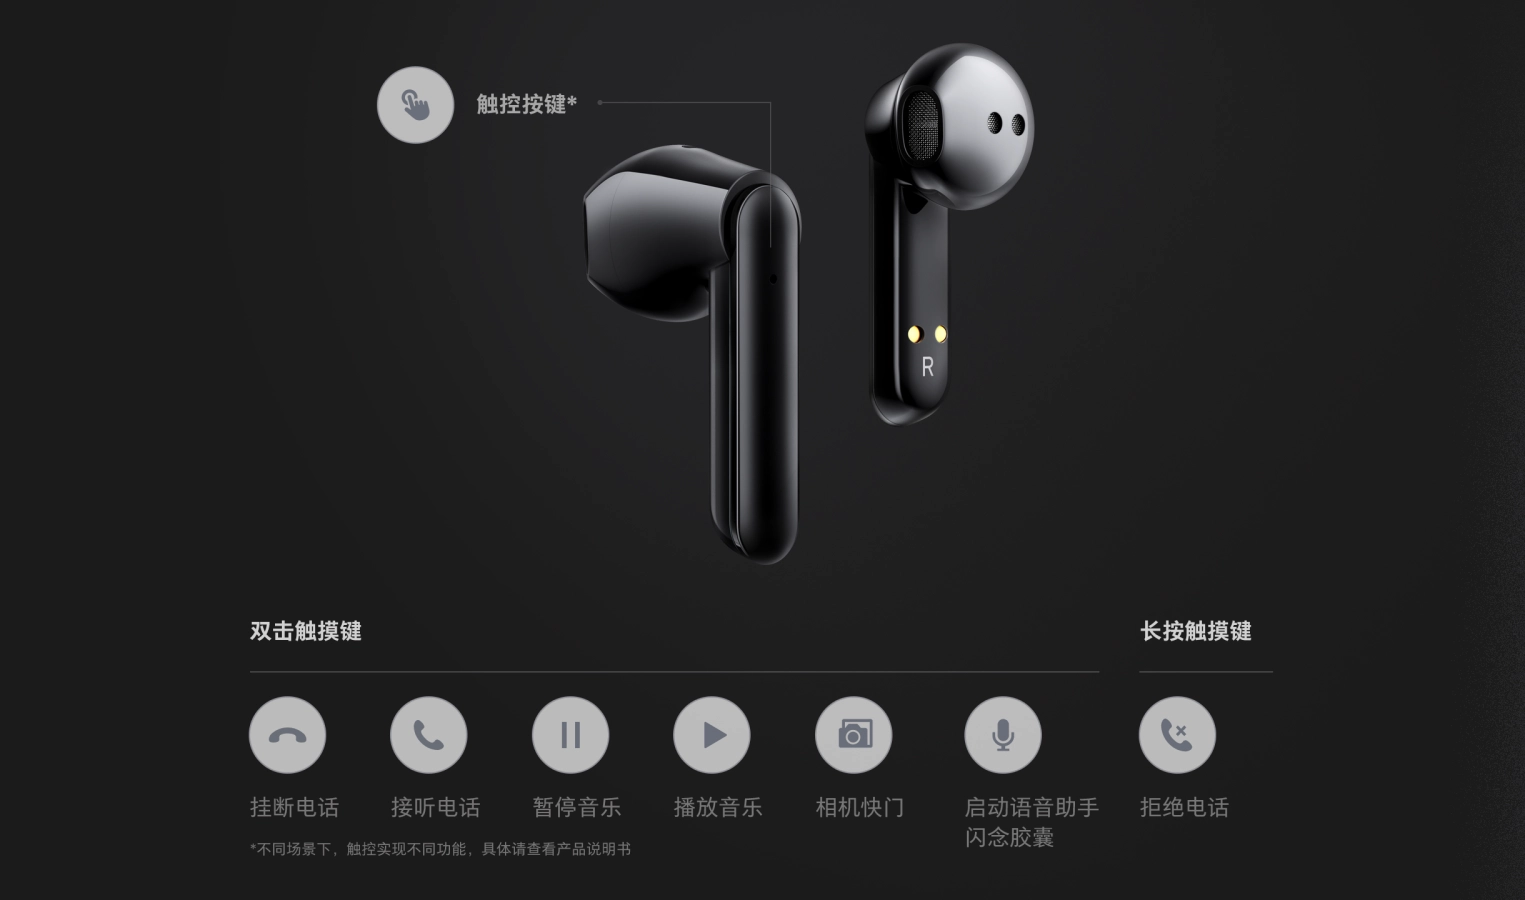 触控按键*
R
双击触摸键
长按触摸键
挂断电话
接听电话
暂停音乐
播放音乐
相机快门
启动语音助手
闪念胶囊
拒绝电话
*不同场景下，触控实现不同功能，具体请查看产品说明书